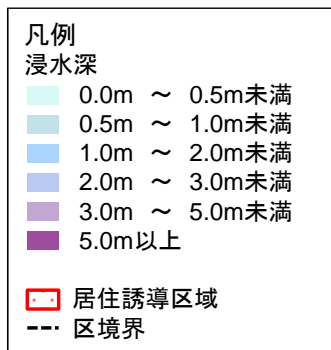 凡例
浸水深
0.0m ～ 0.5m未満
0.5m ～ 1.0m未満
1.0m ～ 2.0m未満
2.0m ～ 3.0m未満
3.0m ～ 5.0m未満
5.0m以上
居住誘導区域
区境界